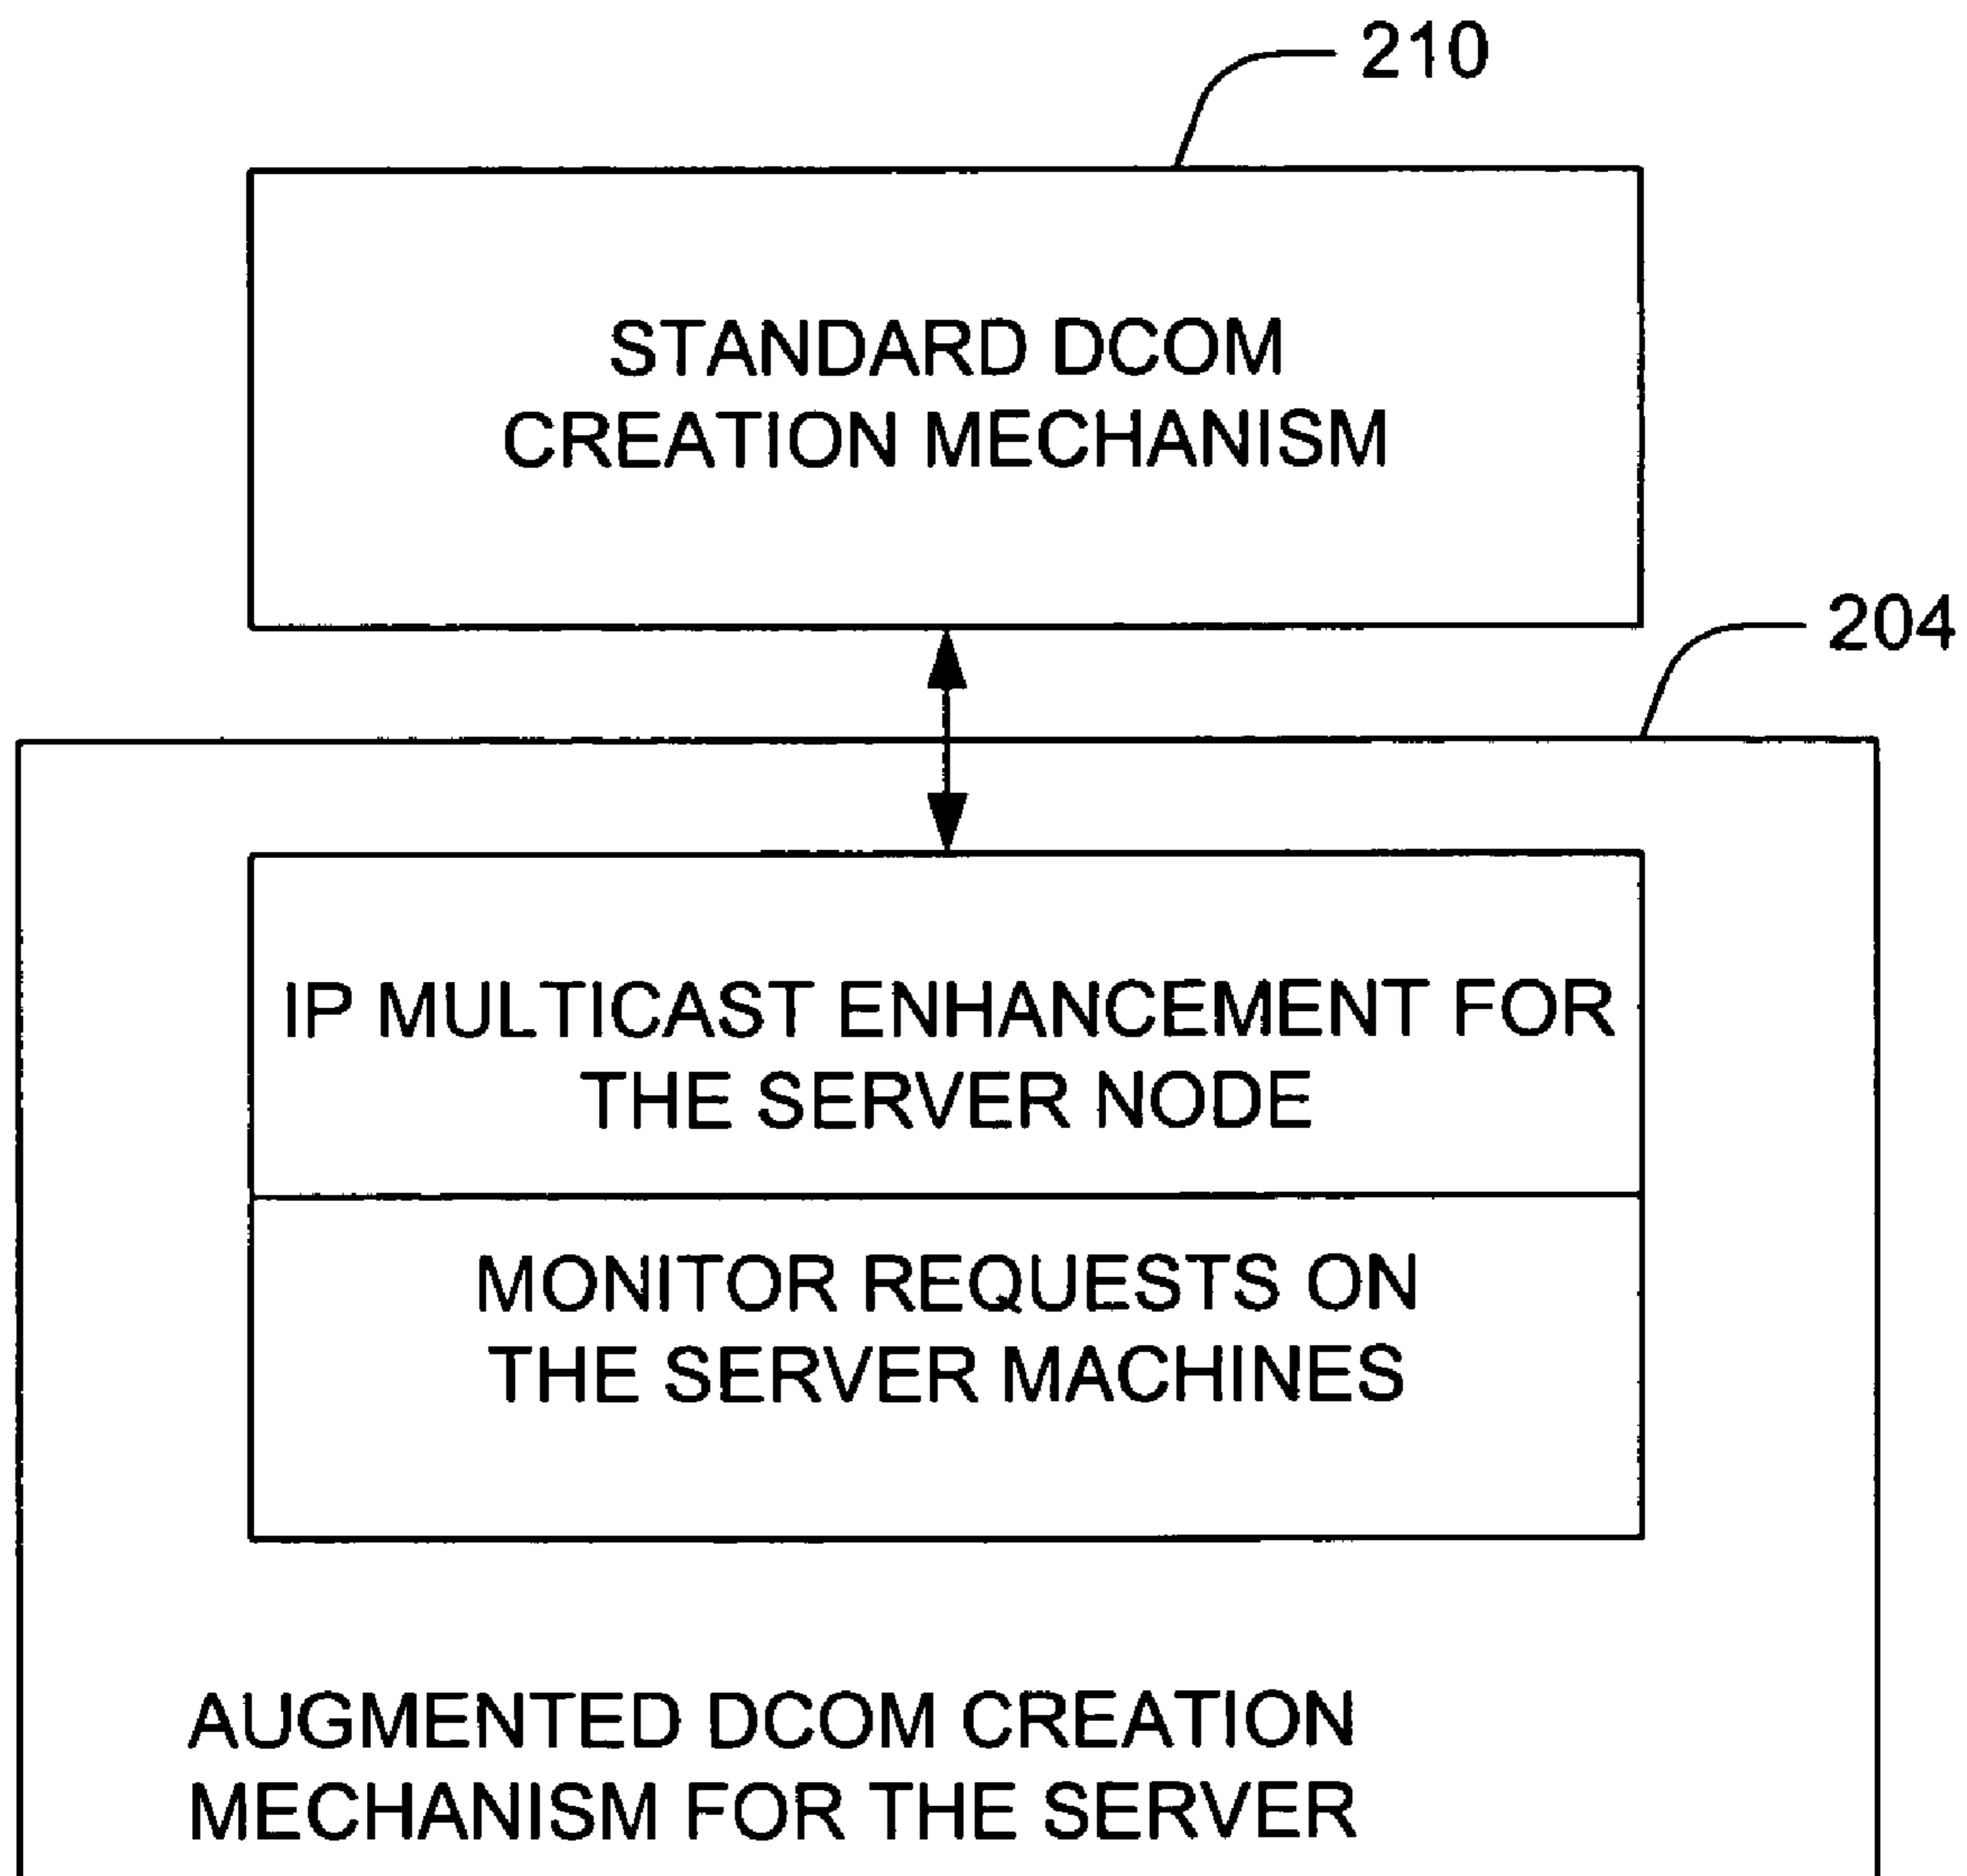 210
STANDARD DCOM
CREATION MECHANISM
204
IP MULTICAST ENHANCEMENT FOR
THE SERVER NODE
MONITOR REQUESTS ON
THE SERVER MACHINES
AUGMENTED DCOM CREATION
MECHANISM FOR THE SERVER